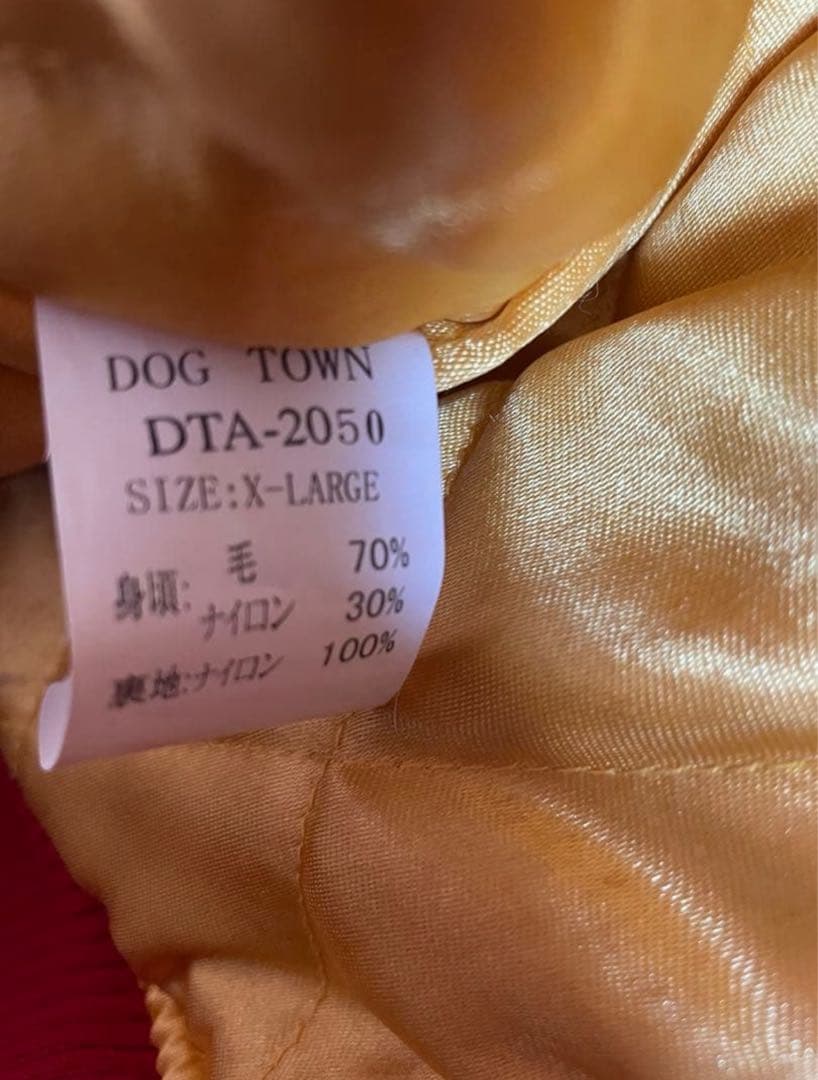 DOG TOWN
DTA-2050
SIZE:X-LARGE
身頃: 毛 70%
ナイロン 30%
裏地:ナイロン 100%